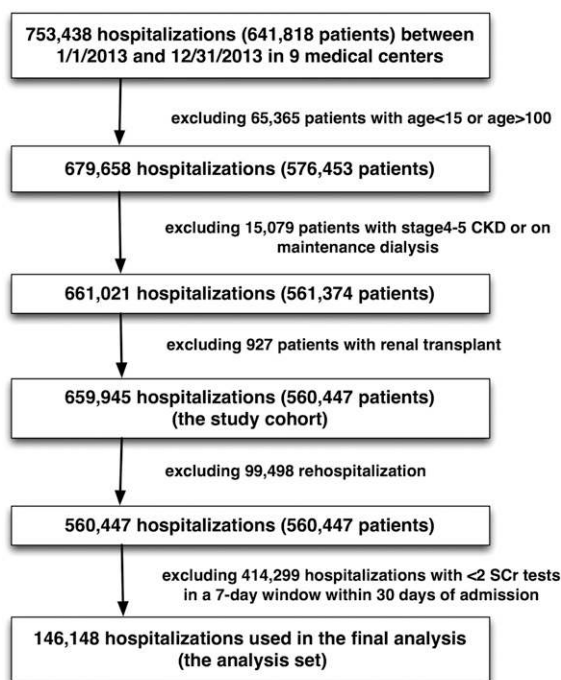 753,438 hospitalizations (641,818 patients) between
1/1/2013 and 12/31/2013 in 9 medical centers
excluding 65,365 patients with age<15 or age>100
679,658 hospitalizations (576,453 patients)
excluding 15,079 patients with stage4-5 CKD or on
maintenance dialysis
661,021 hospitalizations (561,374 patients)
excluding 927 patients with renal transplant
659,945 hospitalizations (560,447 patients)
(the study cohort)
excluding 99,498 rehospitalization
560,447 hospitalizations (560,447 patients)
excluding 414,299 hospitalizations with <2 SCr tests
in a 7-day window within 30 days of admission
146,148 hospitalizations used in the final analysis
(the analysis set)